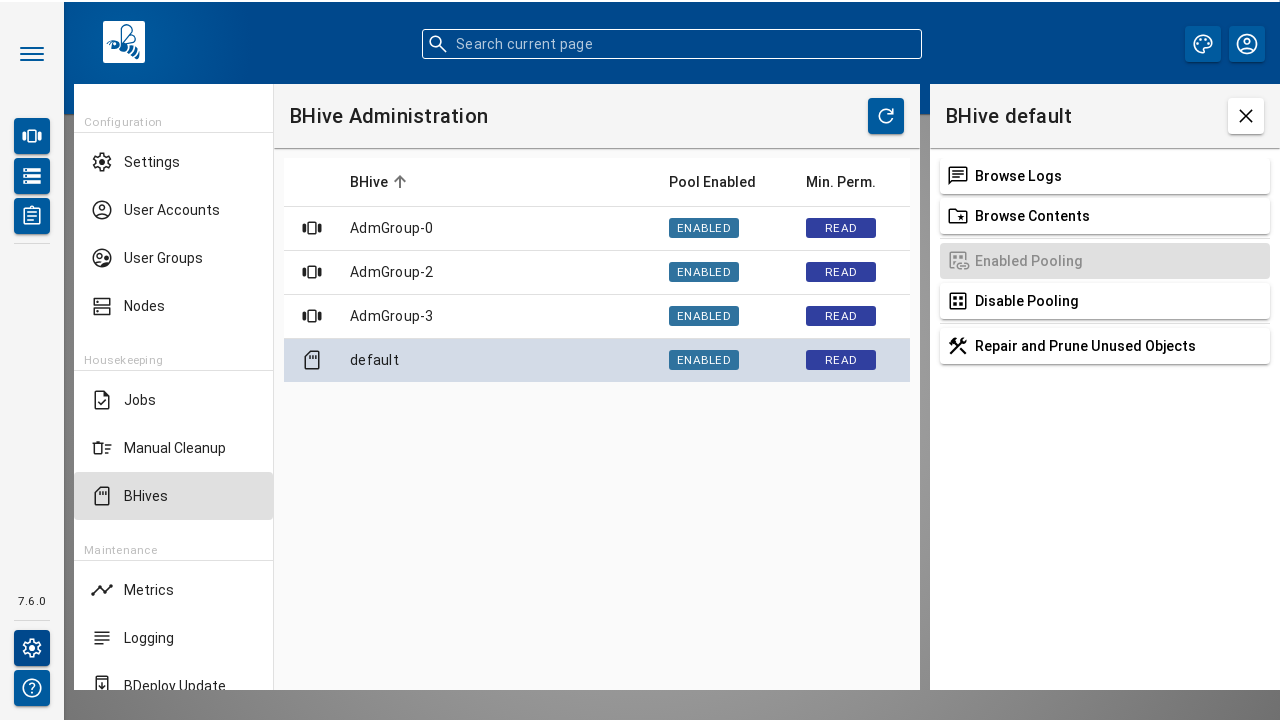 Search current page
7.6.0
Configuration
Settings
User Accounts
User Groups
Nodes
Housekeeping
Jobs
Manual Cleanup
BHives
Maintenance
Metrics
Logging
BDeploy Update
BHive Administration
BHive Pool Enabled Min. Perm.
AdmGroup-0 ENABLED READ
AdmGroup-2 ENABLED READ
AdmGroup-3 ENABLED READ
default ENABLED READ
BHive default
Browse Logs
Browse Contents
Enabled Pooling
Disable Pooling
Repair and Prune Unused Objects